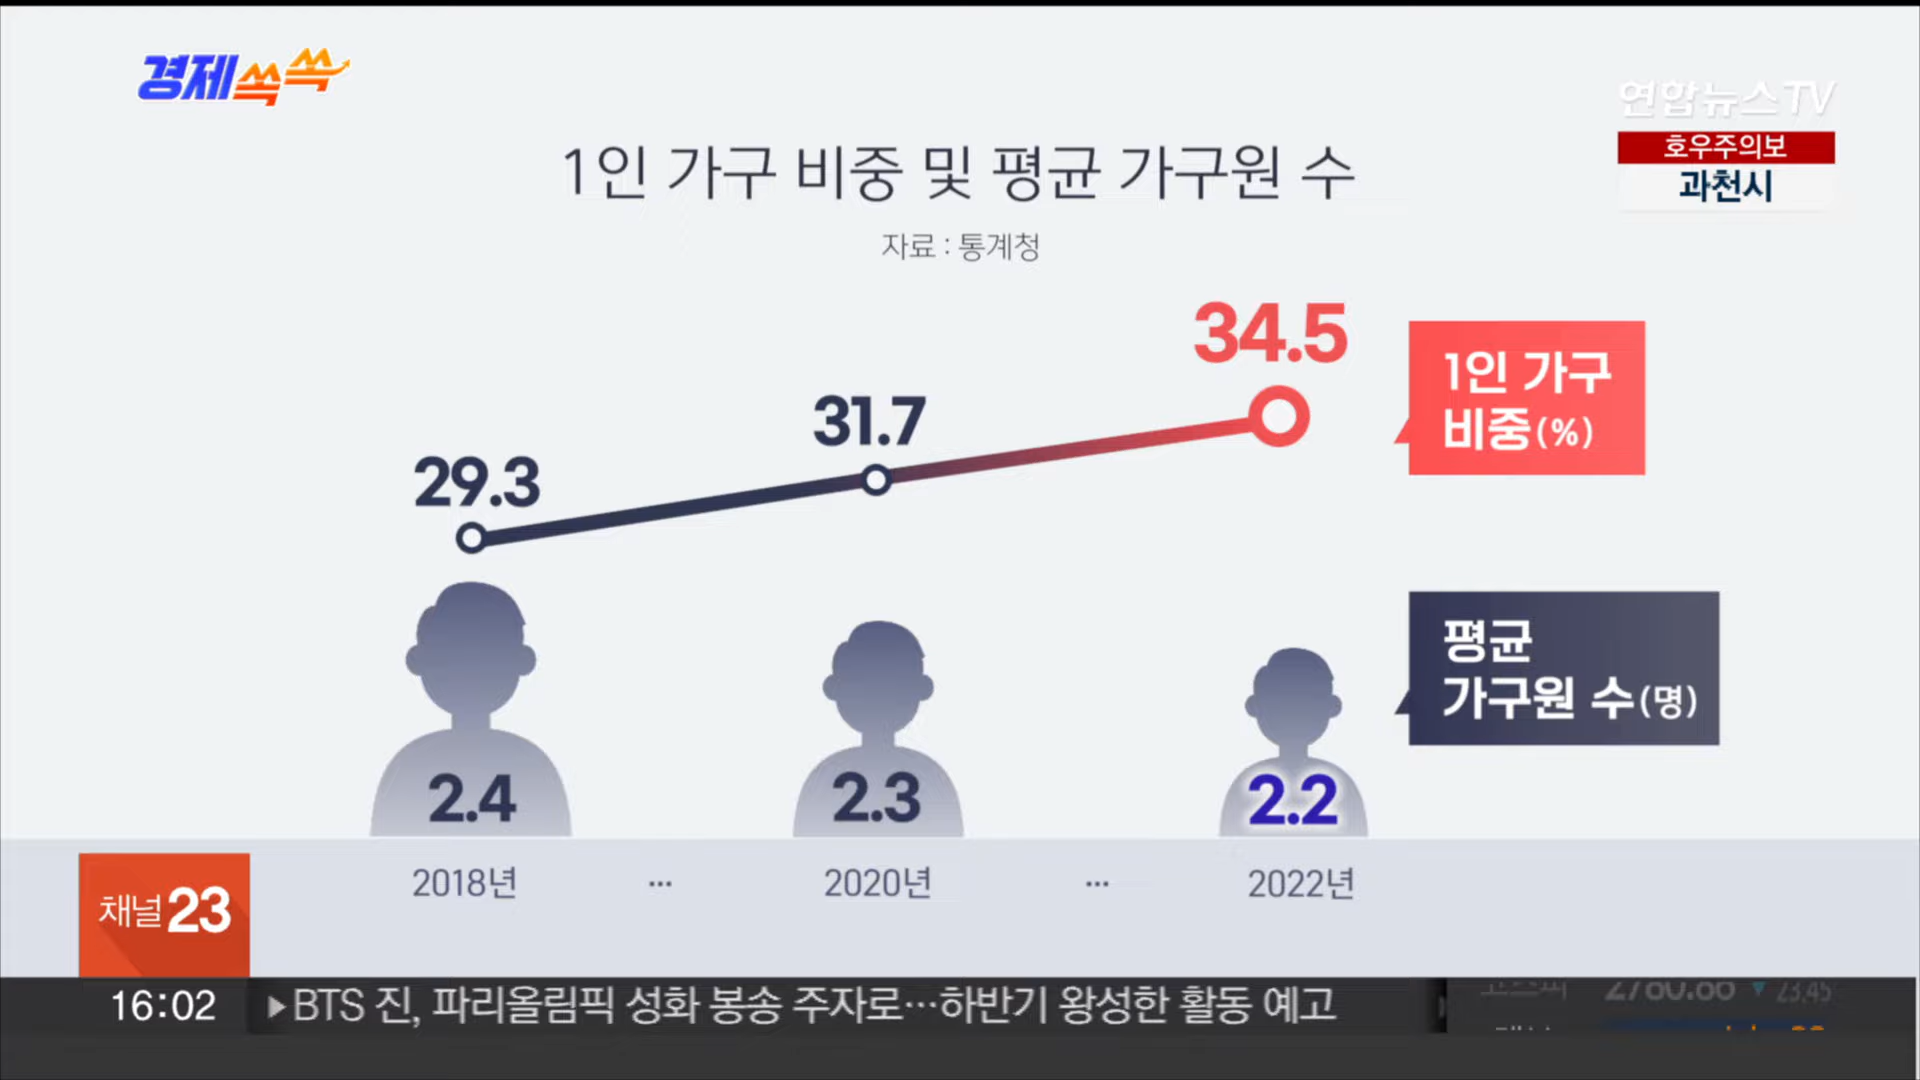 경제쏙쏙
연합뉴스TV
호우주의보
과천시
1인 가구 비중 및 평균 가구원 수
자료 : 통계청
29.3
31.7
34.5
1인 가구
비중(%)
평균
가구원 수(명)
2.4
2.3
2.2
2018년
...
2020년
...
2022년
채널23
16:02
▶BTS 진, 파리올림픽 성화 봉송 주자로…하반기 왕성한 활동 예고